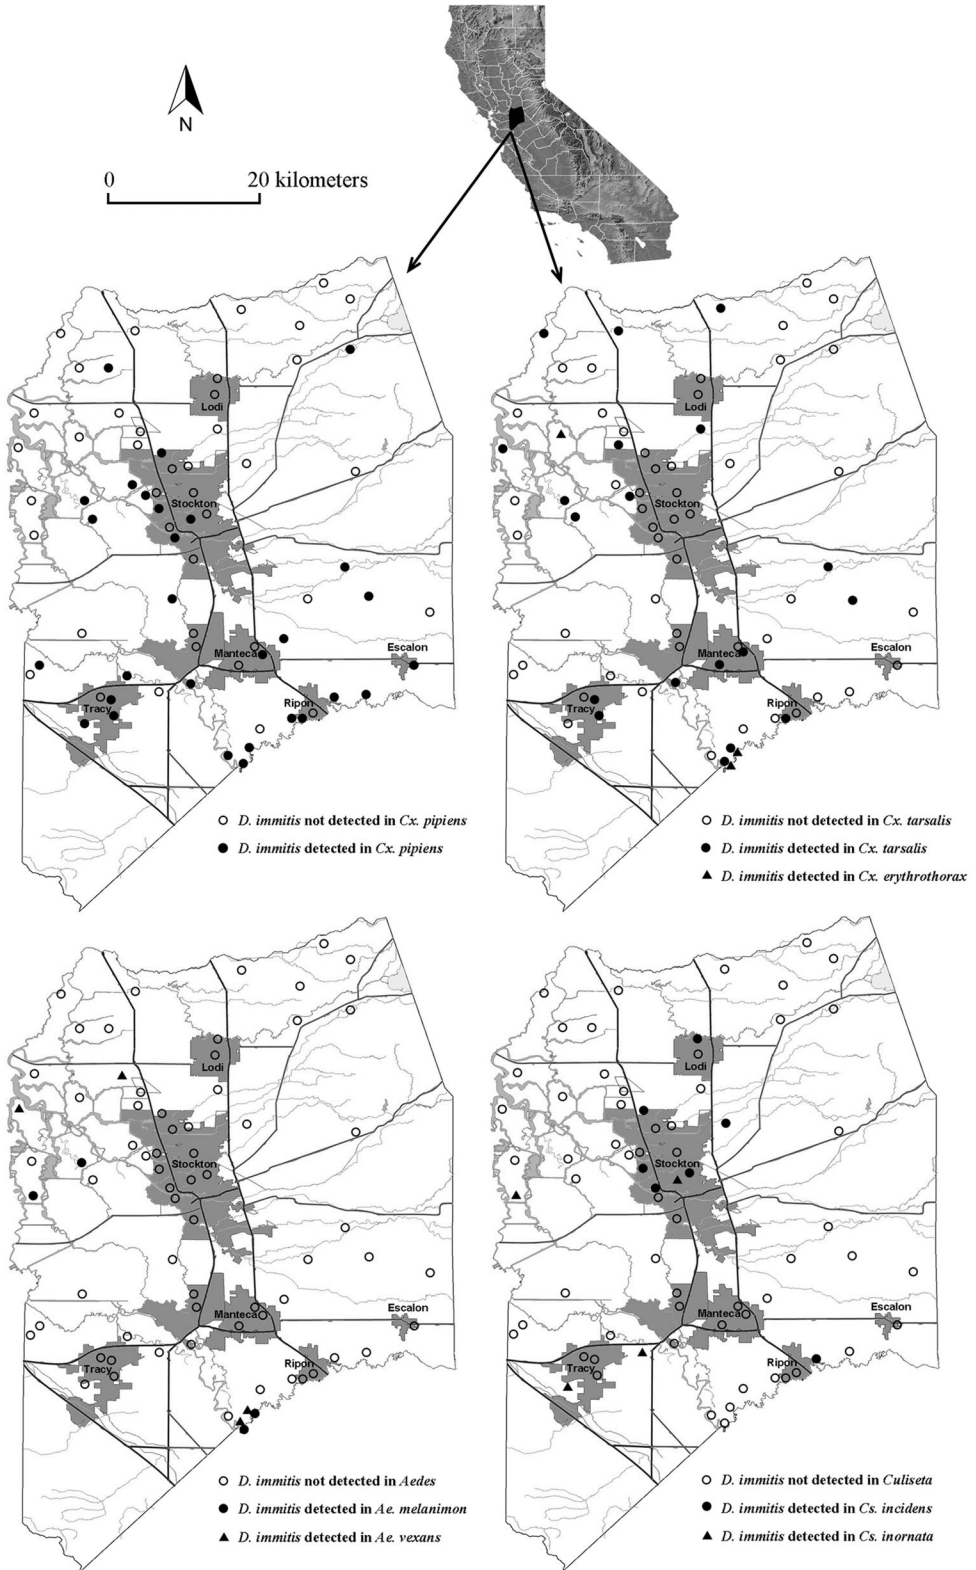 N
0 20 kilometers
Lodi
Stockton
Manteca
Escalon
Tracy
Ripon
D. immitis not detected in Cx. pipiens
D. immitis detected in Cx. pipiens
Lodi
Stockton
Manteca
Escalon
Tracy
Ripon
D. immitis not detected in Cx. tarsalis
D. immitis detected in Cx. tarsalis
D. immitis detected in Cx. erythrothorax
Lodi
Stockton
Manteca
Escalon
Tracy
Ripon
D. immitis not detected in Aedes
D. immitis detected in Ae. melanimon
D. immitis detected in Ae. vexans
Lodi
Stockton
Manteca
Escalon
Tracy
Ripon
D. immitis not detected in Culiseta
D. immitis detected in Cs. incidens
D. immitis detected in Cs. inornata